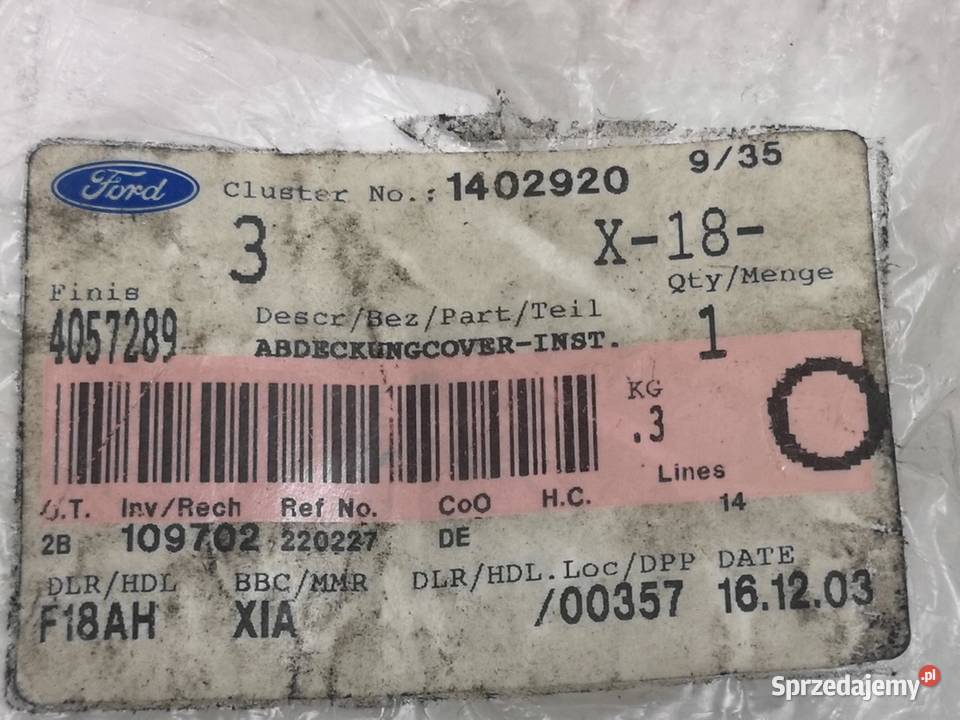 Ford Cluster No.: 1402920 9/35
3 X-18-
Finis Descr/Bez/Part/Teil Qty/Menge
4057289 ABDECKUNGCOVER-INST. 1
KG
.3
O
Lines
O.T. Inv/Rech Ref No. CoO H.C. 14
2B 109702 220227 DE
DLR/HDL BBC/MMR DLR/HDL.Loc/DPP DATE
F18AH XIA /00357 16.12.03
Sprzedajemy.pl